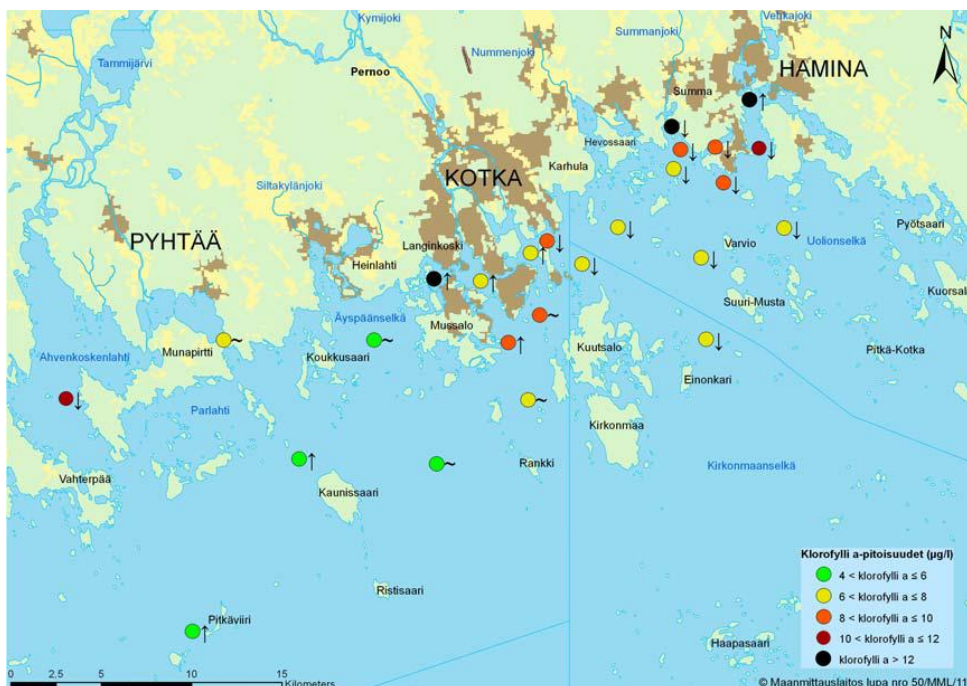 Kymijoki
Summanjoki
Vehkajoki
Tammijärvi
Nummenjoki
N
Pernoo
HAMINA
Summa
Hevossaari
Karhula
KOTKA
Siltakylänjoki
Pyötsaari
PYHTÄÄ
Langinkoski
Varvio
Uolionselkä
Heinlahti
Kuorsalo
Suuri-Musta
Äyspäänselkä
Mussalo
Ahvenkoskenlahti
Munapirtti
Koukkusaari
Kuutsalo
Pitkä-Kotka
Einonkari
Parlahti
Kirkonmaa
Vahterpää
Rankki
Kirkonmaanselkä
Kaunissaari
Klorofylli a-pitoisuudet (µg/l)
4 < klorofylli a ≤ 6
6 < klorofylli a ≤ 8
8 < klorofylli a ≤ 10
10 < klorofylli a ≤ 12
klorofylli a > 12
Ristisaari
Pitkäviiri
Haapasaari
0 2.5 5 10 15
Kilometers
© Maanmittauslaitos lupa nro 50/MML/11